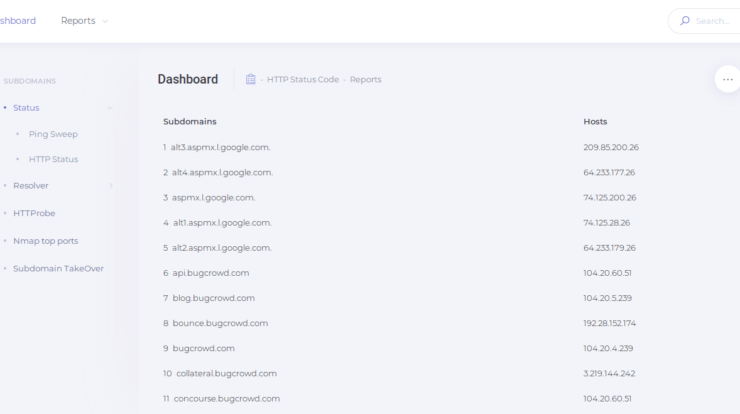 shboard Reports Search...
SUBDOMAINS
Status
Ping Sweep
HTTP Status
Resolver
HTTProbe
Nmap top ports
Subdomain TakeOver
Dashboard - HTTP Status Code - Reports
Subdomains Hosts
1 alt3.aspmx.l.google.com. 209.85.200.26
2 alt4.aspmx.l.google.com. 64.233.177.26
3 aspmx.l.google.com. 74.125.200.26
4 alt1.aspmx.l.google.com. 74.125.28.26
5 alt2.aspmx.l.google.com. 64.233.179.26
6 api.bugcrowd.com 104.20.60.51
7 blog.bugcrowd.com 104.20.5.239
8 bounce.bugcrowd.com 192.28.152.174
9 bugcrowd.com 104.20.4.239
10 collateral.bugcrowd.com 3.219.144.242
11 concourse.bugcrowd.com 104.20.60.51